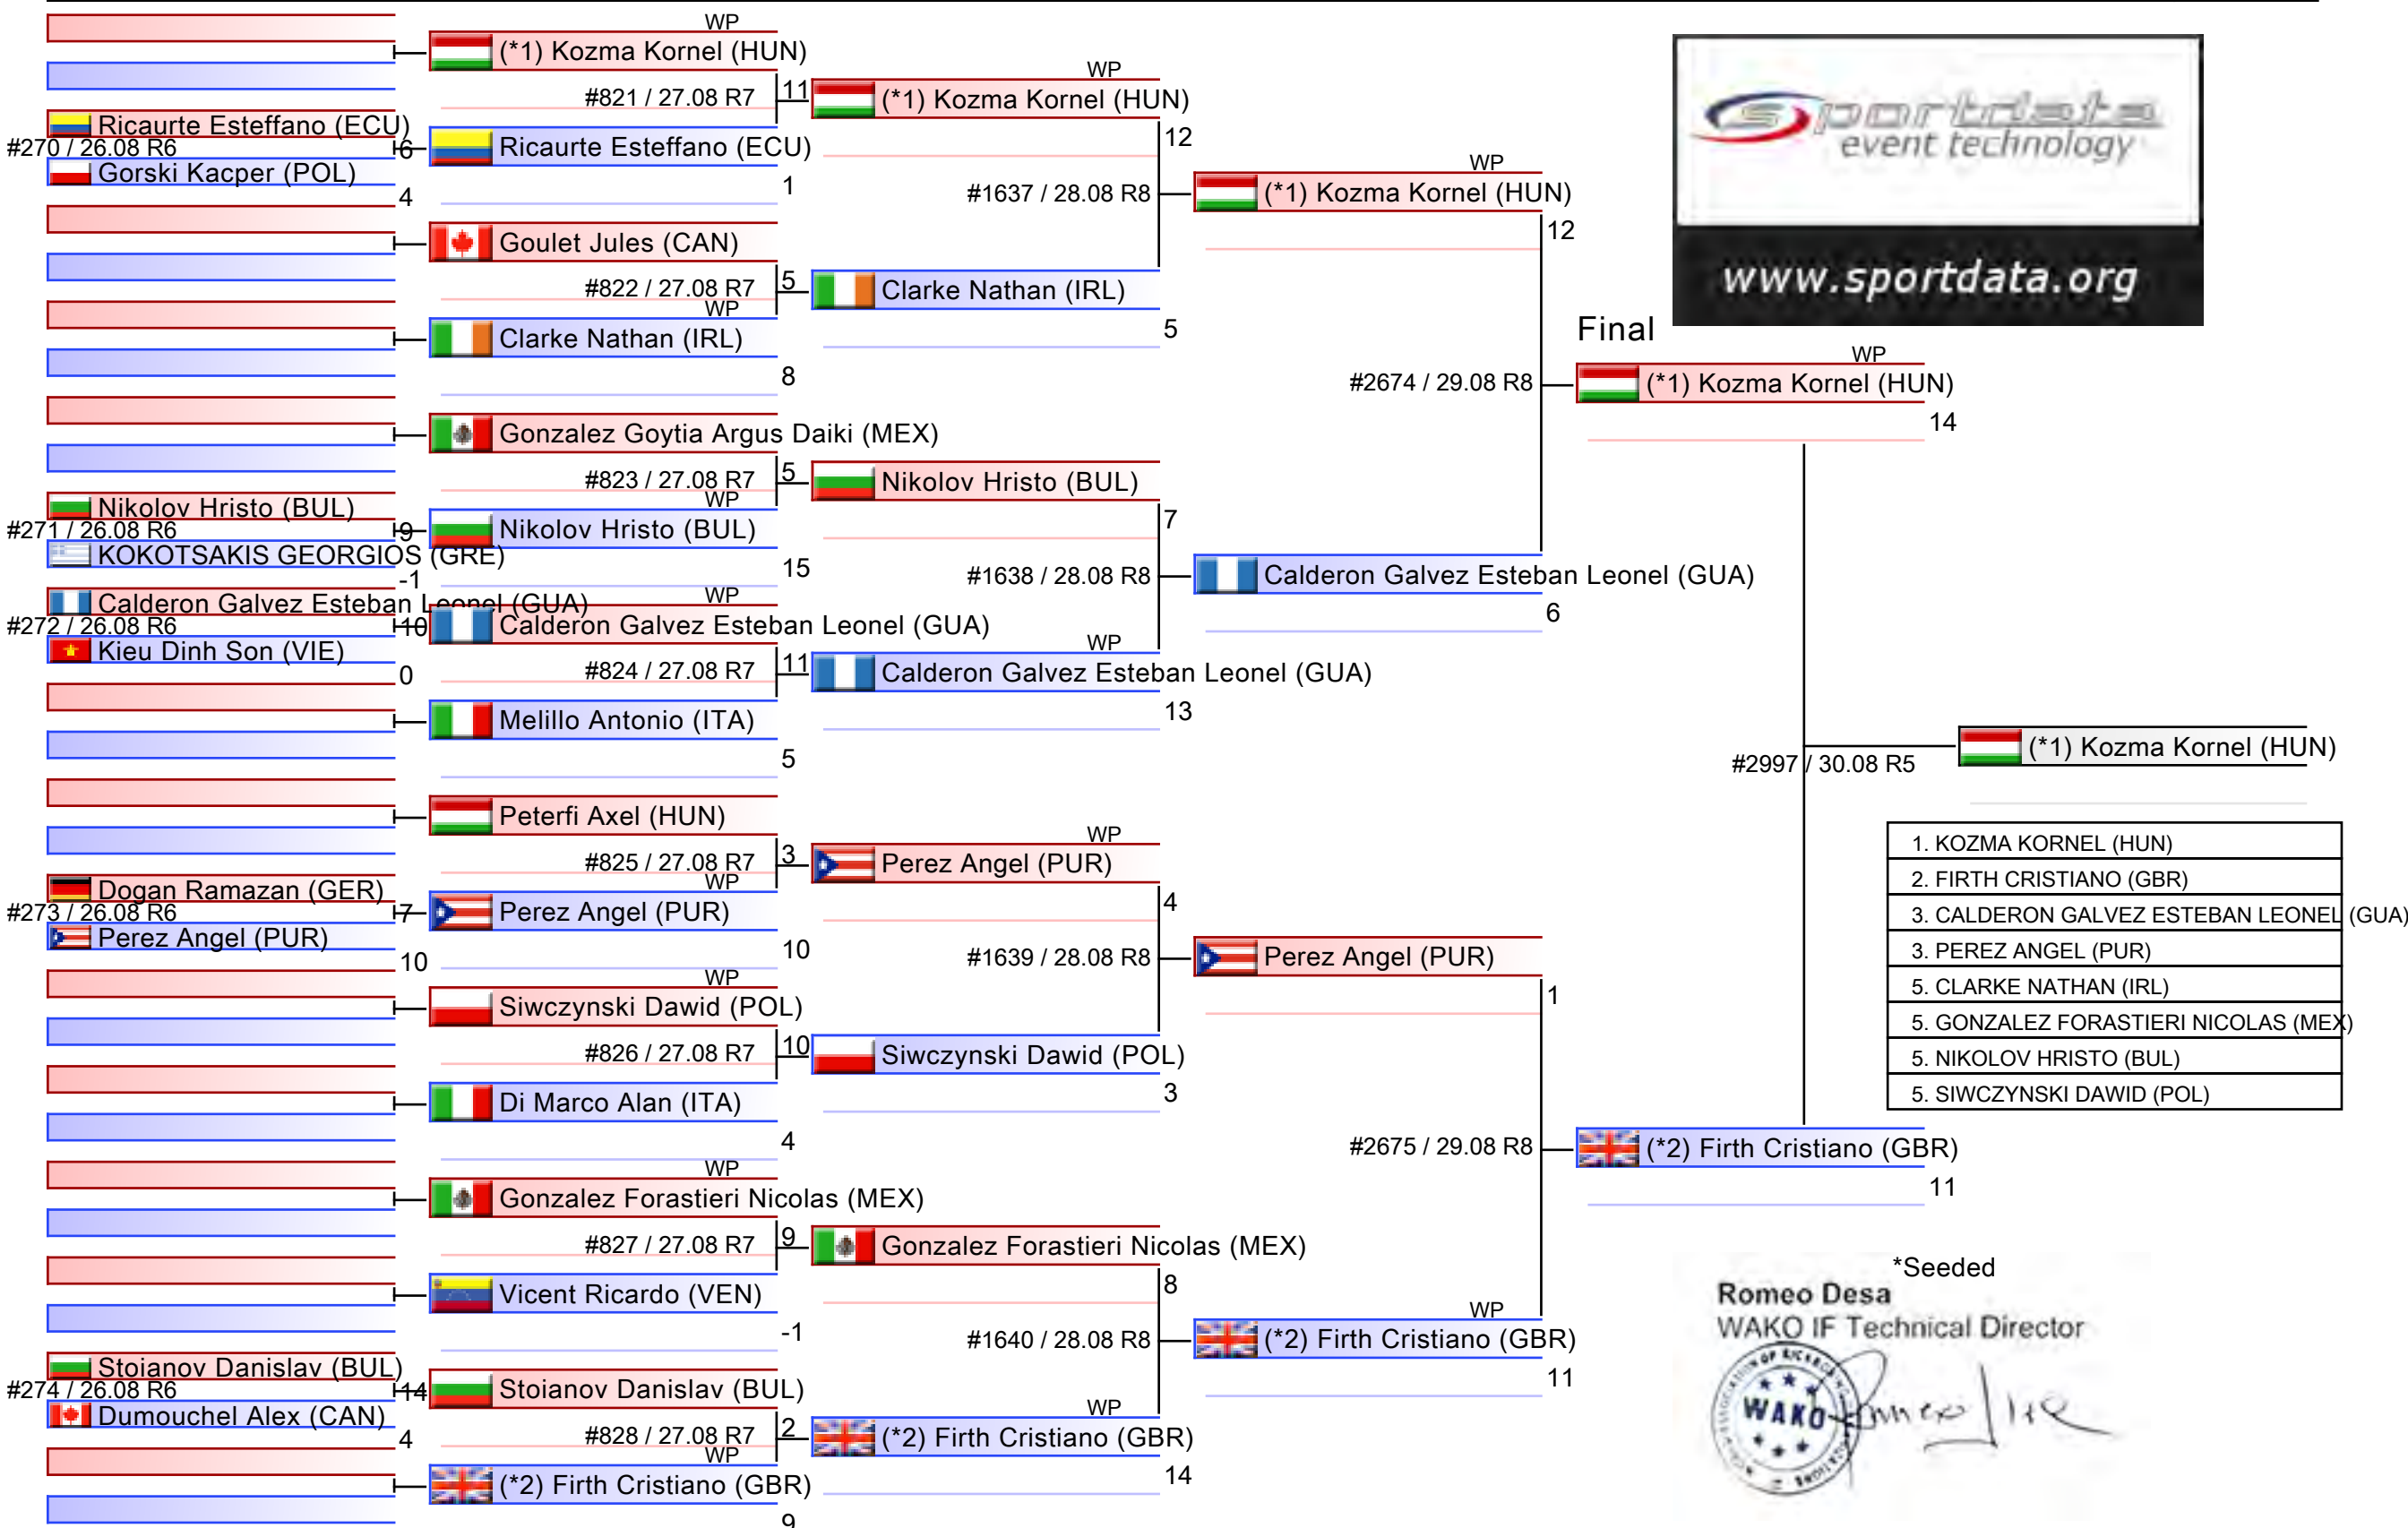 WP
(*1) Kozma Kornel (HUN)
#821 / 27.08 R7
11
Ricaurte Esteffano (ECU)
#270 / 26.08 R6
6
Gorski Kacper (POL)
4
Ricaurte Esteffano (ECU)
1
Goulet Jules (CAN)
#822 / 27.08 R7
5
WP
Clarke Nathan (IRL)
8
Gonzalez Goytia Argus Daiki (MEX)
#823 / 27.08 R7
5
WP
Nikolov Hristo (BUL)
#271 / 26.08 R6
9
KOKOTSAKIS GEORGIOS (GRE)
-1
Nikolov Hristo (BUL)
15
Calderon Galvez Esteban Leonel (GUA)
#272 / 26.08 R6
10
Kieu Dinh Son (VIE)
0
WP
Calderon Galvez Esteban Leonel (GUA)
#824 / 27.08 R7
11
Melillo Antonio (ITA)
5
Peterfi Axel (HUN)
#825 / 27.08 R7
3
WP
Dogan Ramazan (GER)
#273 / 26.08 R6
7
Perez Angel (PUR)
10
Perez Angel (PUR)
10
WP
Siwczynski Dawid (POL)
#826 / 27.08 R7
10
Di Marco Alan (ITA)
4
WP
Gonzalez Forastieri Nicolas (MEX)
#827 / 27.08 R7
9
Vicent Ricardo (VEN)
-1
Stoianov Danislav (BUL)
#274 / 26.08 R6
14
Dumouchel Alex (CAN)
4
Stoianov Danislav (BUL)
#828 / 27.08 R7
2
WP
(*2) Firth Cristiano (GBR)
9
WP
(*1) Kozma Kornel (HUN)
12
#1637 / 28.08 R8
Clarke Nathan (IRL)
5
Nikolov Hristo (BUL)
7
#1638 / 28.08 R8
WP
Calderon Galvez Esteban Leonel (GUA)
13
WP
Perez Angel (PUR)
4
#1639 / 28.08 R8
Siwczynski Dawid (POL)
3
Gonzalez Forastieri Nicolas (MEX)
8
#1640 / 28.08 R8
WP
(*2) Firth Cristiano (GBR)
14
WP
(*1) Kozma Kornel (HUN)
12
#2674 / 29.08 R8
Calderon Galvez Esteban Leonel (GUA)
6
Perez Angel (PUR)
1
#2675 / 29.08 R8
WP
(*2) Firth Cristiano (GBR)
11
sportdata
event technology
www.sportdata.org
Final
WP
(*1) Kozma Kornel (HUN)
14
#2997 / 30.08 R5
(*1) Kozma Kornel (HUN)
1. KOZMA KORNEL (HUN)
2. FIRTH CRISTIANO (GBR)
3. CALDERON GALVEZ ESTEBAN LEONEL (GUA)
3. PEREZ ANGEL (PUR)
5. CLARKE NATHAN (IRL)
5. GONZALEZ FORASTIERI NICOLAS (MEX)
5. NIKOLOV HRISTO (BUL)
5. SIWCZYNSKI DAWID (POL)
(*2) Firth Cristiano (GBR)
11
*Seeded
Romeo Desa
WAKO IF Technical Director
WAKO